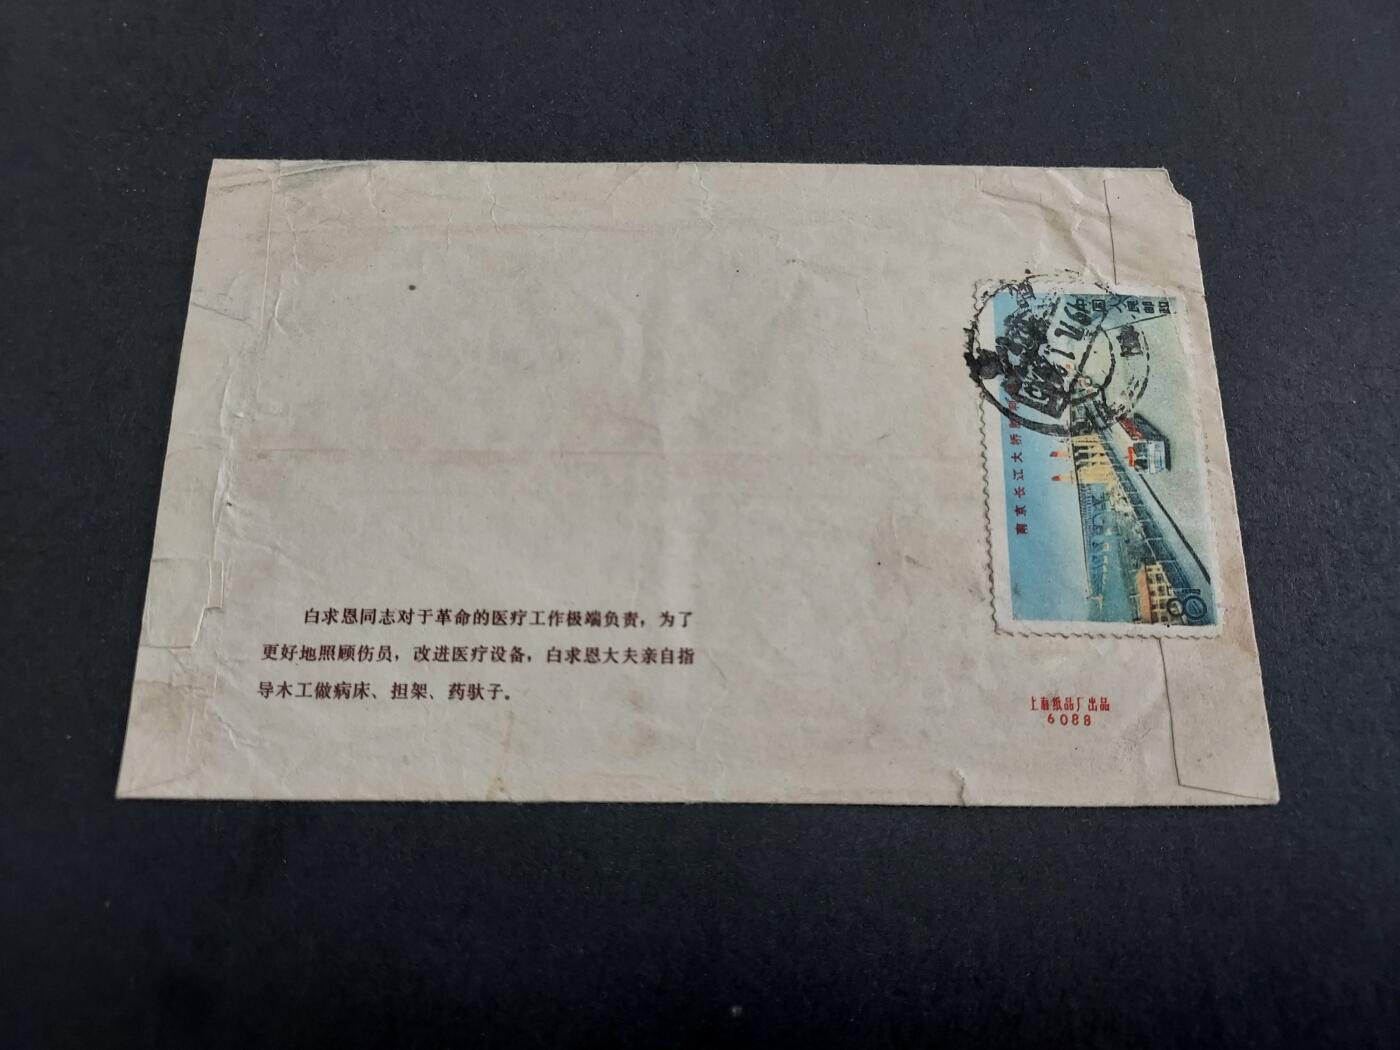 中国人民邮政
南京长江大桥胜
8
白求恩同志对于革命的医疗工作极端负责，为了
更好地照顾伤员，改进医疗设备，白求恩大夫亲自指
导木工做病床、担架、药驮子。
上海纸品厂出品
6088